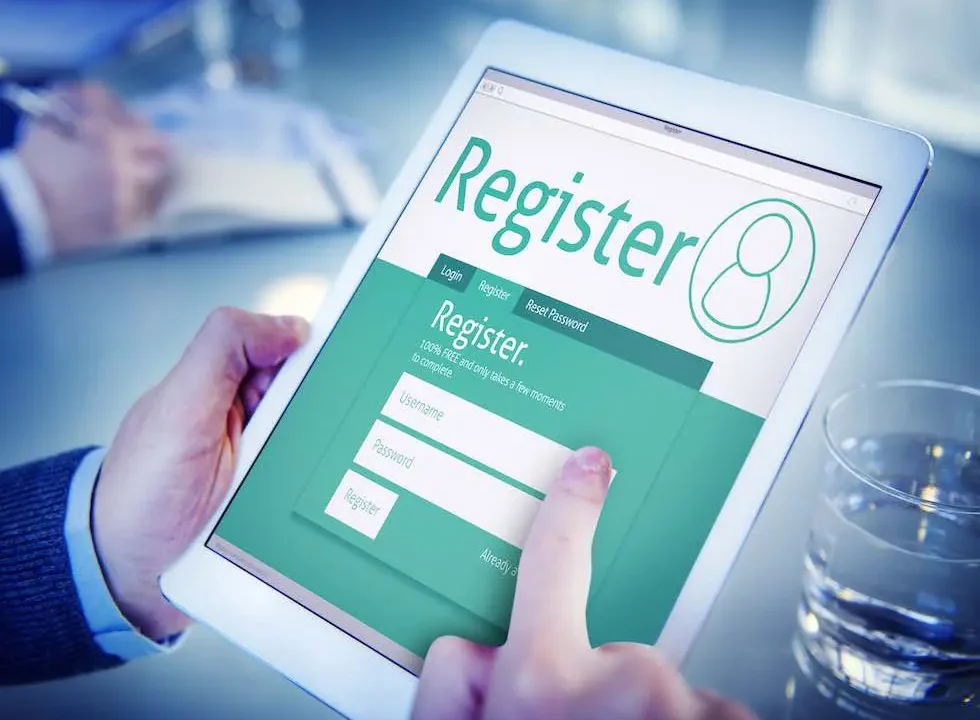 Register
Register
Login
Register
Reset Password
Register.
100% FREE and only takes a few moments
to complete
Username
Password
Register
Already a